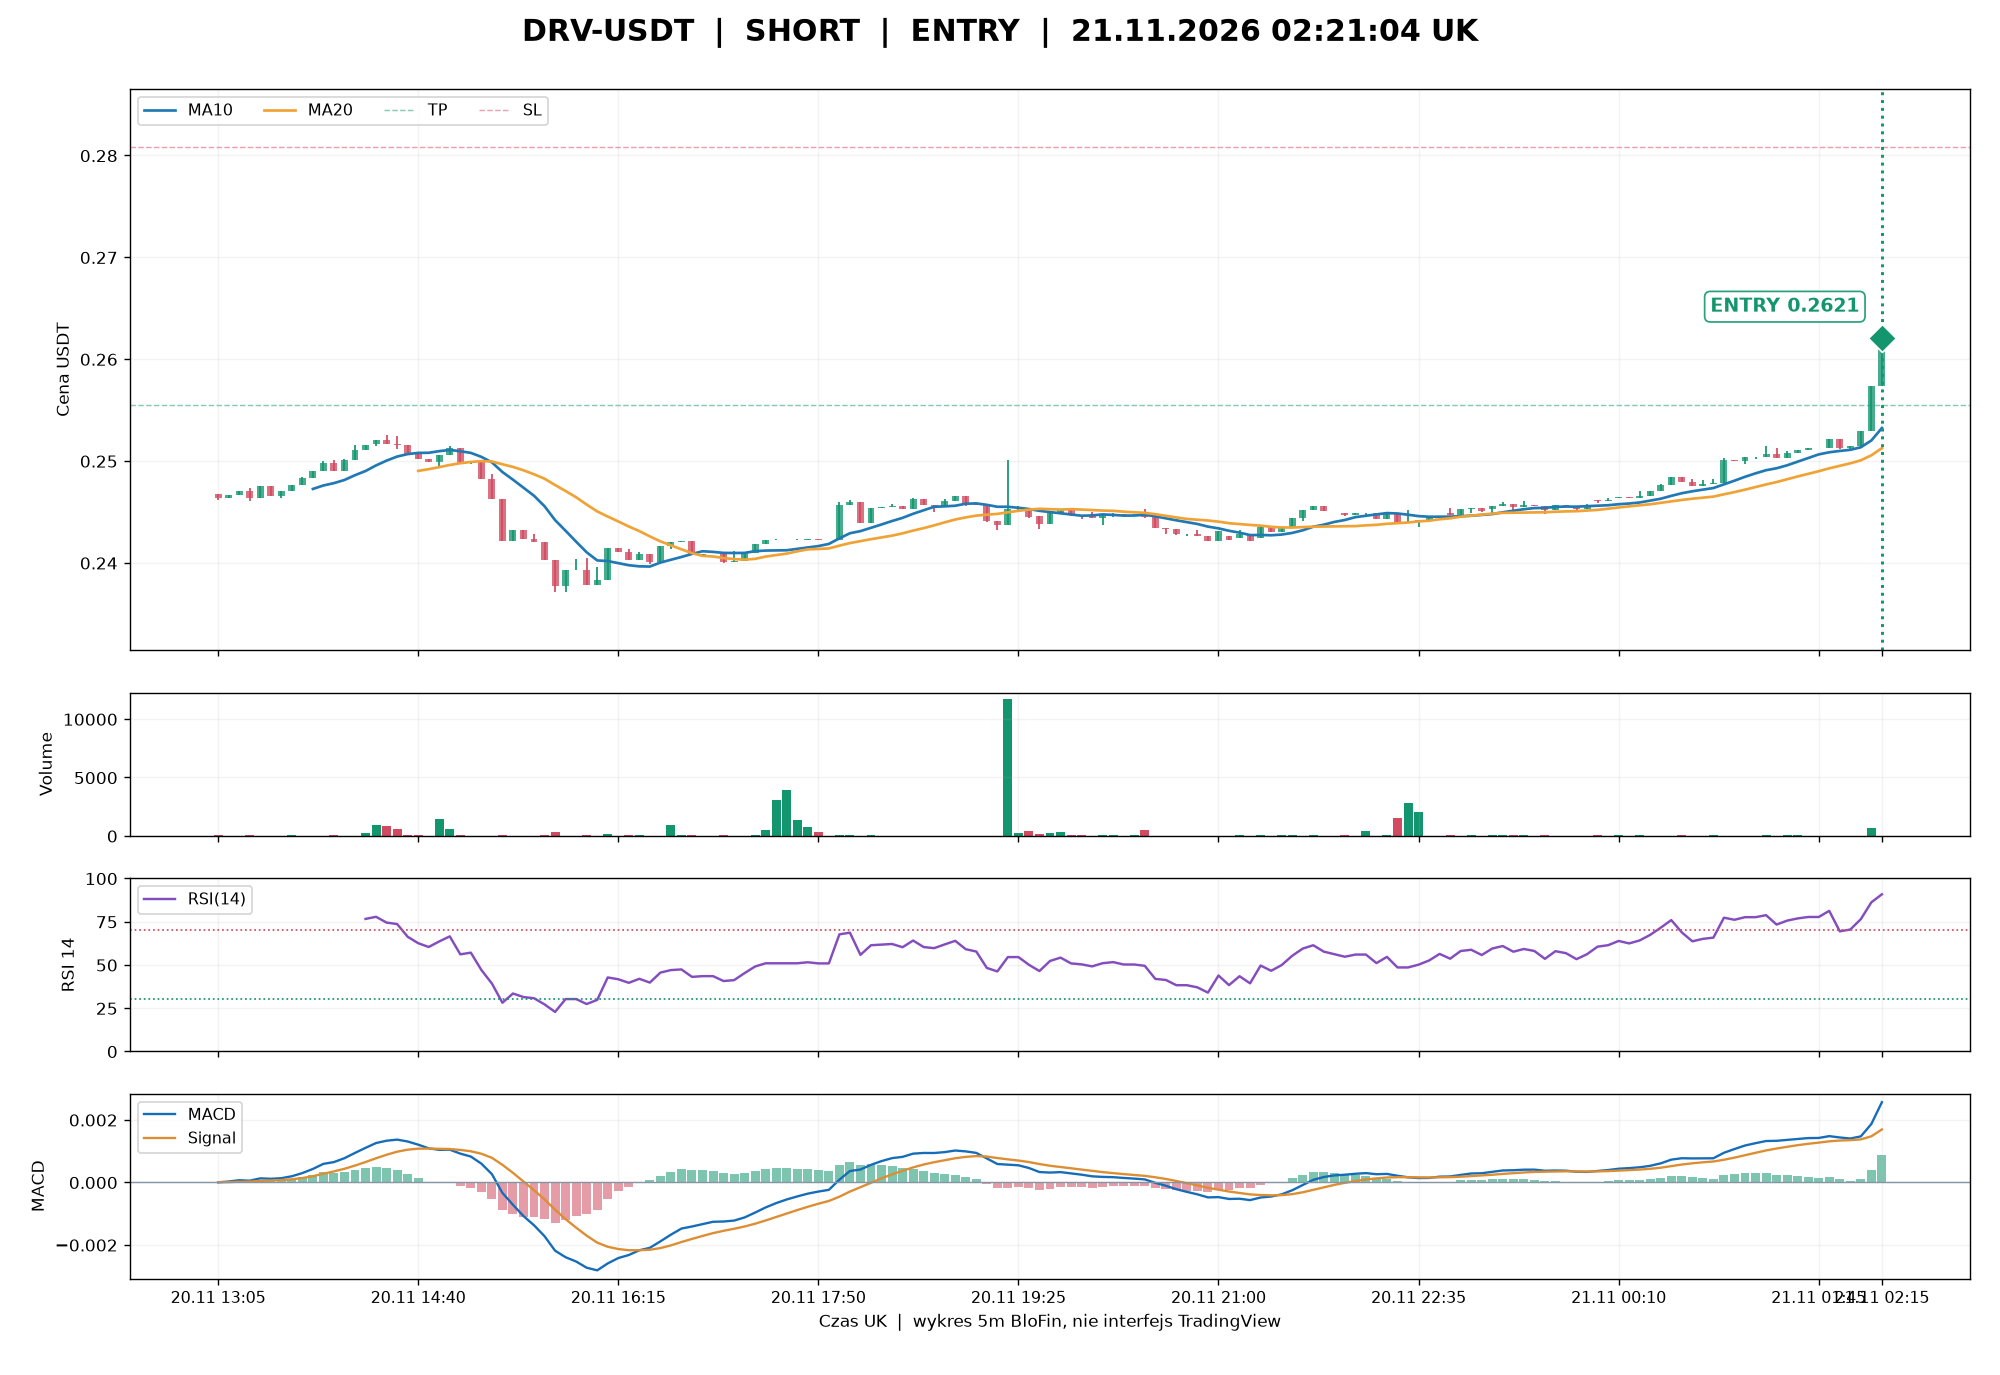 DRV-USDT | SHORT | ENTRY | 21.11.2026 02:21:04 UK
MA10 MA20 TP SL
0.28
0.27
0.26
0.25
0.24
Cena USDT
ENTRY 0.2621
10000
5000
0
Volume
RSI(14)
100
75
50
25
0
RSI 14
MACD
Signal
0.002
0.000
−0.002
MACD
20.11 13:05 20.11 14:40 20.11 16:15 20.11 17:50 20.11 19:25 20.11 21:00 20.11 22:35 21.11 00:10 21.11 01:45 21.11 02:15
Czas UK | wykres 5m BloFin, nie interfejs TradingView